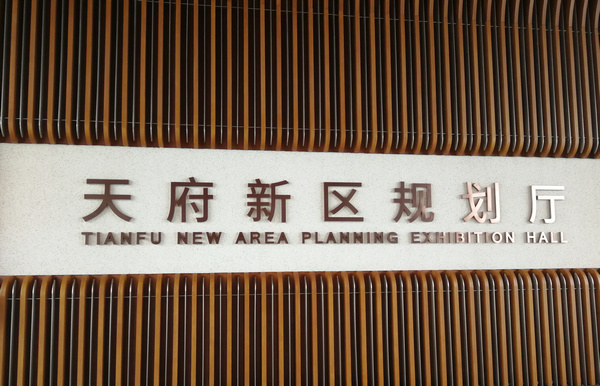 天府新区规划厅
TIANFU NEW AREA PLANNING EXHIBITION HALL